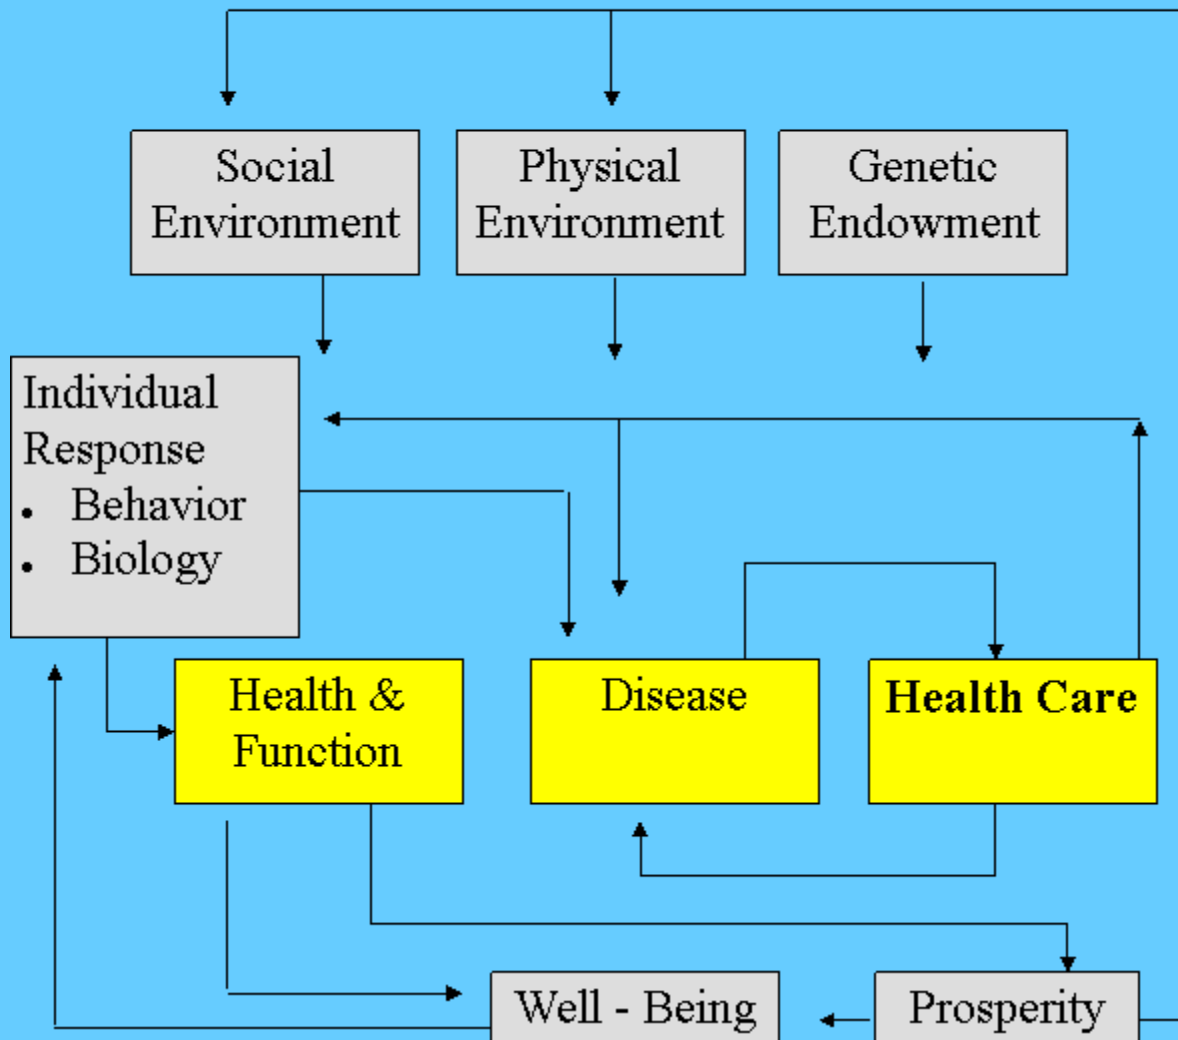 Social
Environment
Physical
Environment
Genetic
Endowment
Individual
Response
• Behavior
• Biology
Health &
Function
Disease
Health Care
Well - Being
Prosperity